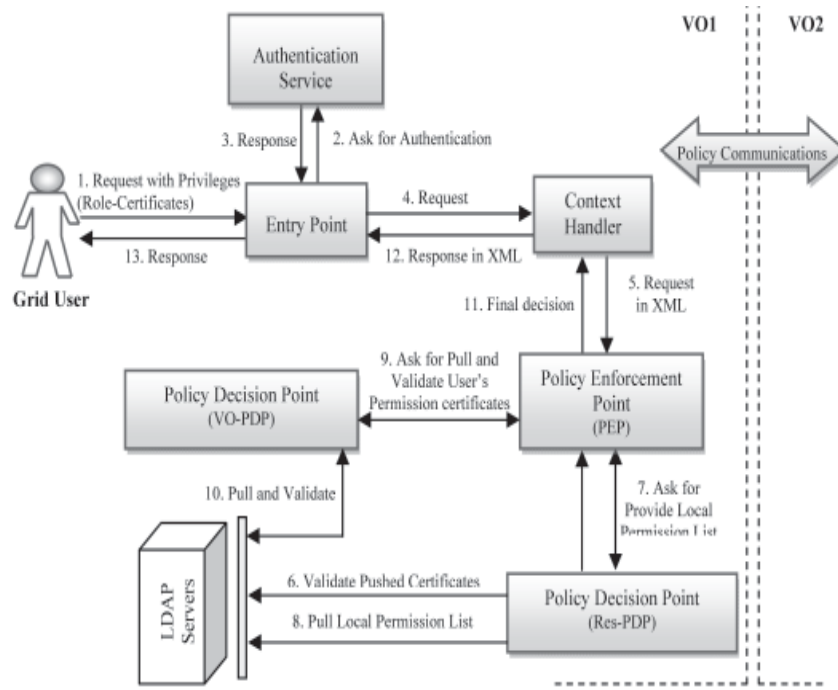 VO1
VO2
Authentication
Service
3. Response
2. Ask for Authentication
Policy Communications
1. Request with Privileges
(Role-Certificates)
Entry Point
4. Request
Context
Handler
13. Response
12. Response in XML
Grid User
11. Final decision
5. Request
in XML
9. Ask for Pull and
Validate User's
Permission certificates
Policy Decision Point
(VO-PDP)
Policy Enforcement
Point
(PEP)
10. Pull and Validate
7. Ask for
Provide Local
Permission List
LDAP
Servers
6. Validate Pushed Certificates
8. Pull Local Permission List
Policy Decision Point
(Res-PDP)